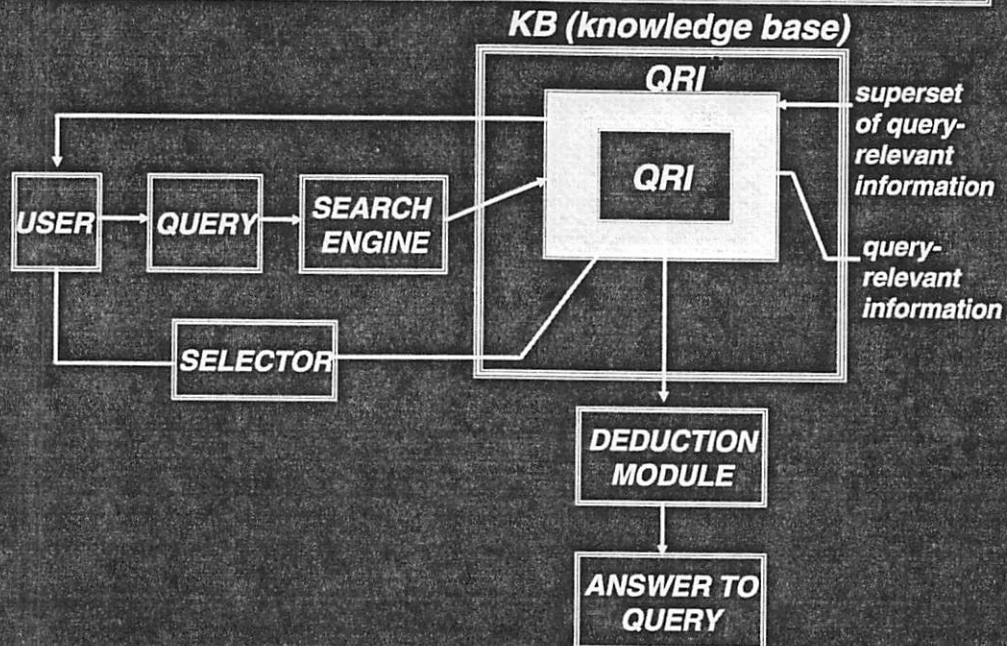 KB (knowledge base)
QRI
superset
of query-
relevant
information
QRI
USER
QUERY
SEARCH
ENGINE
query-
relevant
information
SELECTOR
DEDUCTION
MODULE
ANSWER TO
QUERY